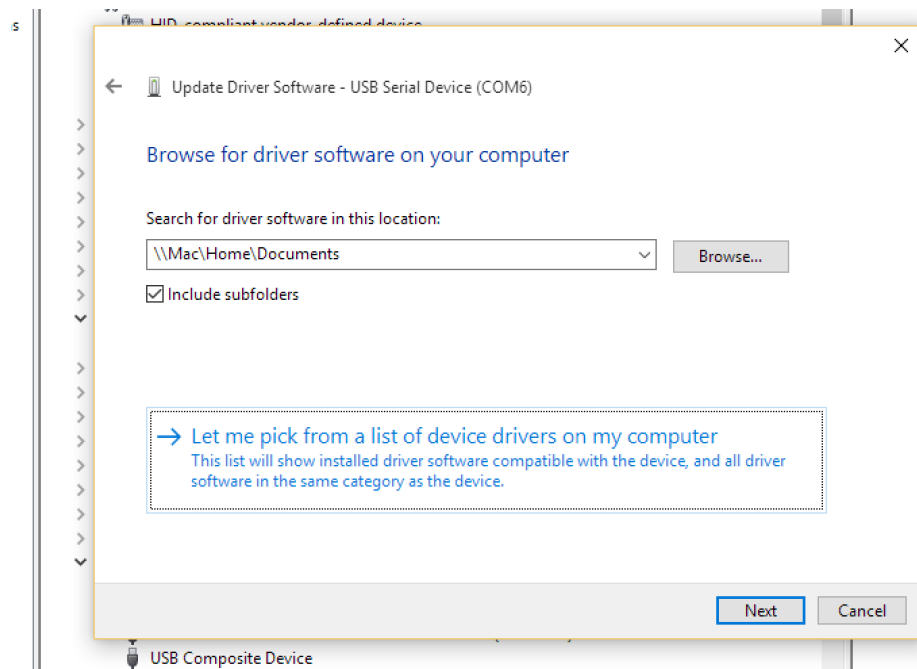 s
HID-compliant vendor-defined device
Update Driver Software - USB Serial Device (COM6)
Browse for driver software on your computer
Search for driver software in this location:
\\Mac\Home\Documents
Browse...
Include subfolders
Let me pick from a list of device drivers on my computer
This list will show installed driver software compatible with the device, and all driver
software in the same category as the device.
Next
Cancel
USB Composite Device